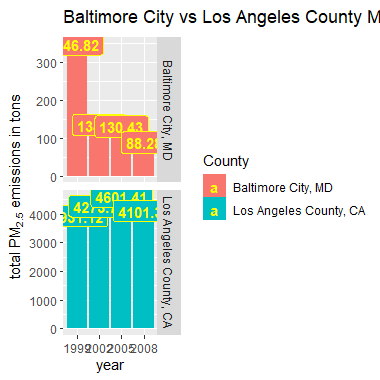 Baltimore City vs Los Angeles County M
total PM2.5 emissions in tons
300
200
100
0
46.82
130.43
88.28
Baltimore City, MD
4000
3000
2000
1000
0
4601.41
4101.3
Los Angeles County, CA
1999
2002
2005
2008
year
County
a Baltimore City, MD
a Los Angeles County, CA